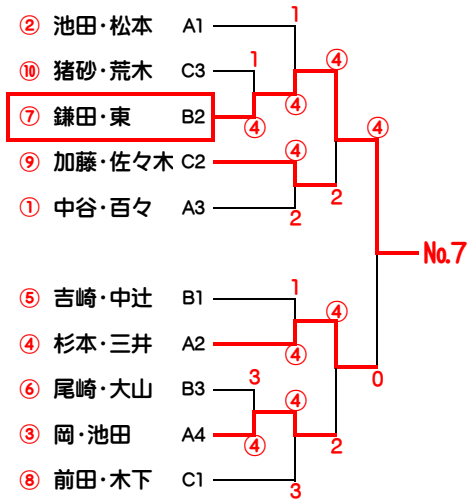 ② 池田・松本 A1
⑩ 猪砂・荒木 C3
⑦ 鎌田・東 B2
⑨ 加藤・佐々木 C2
① 中谷・百々 A3
⑤ 吉崎・中辻 B1
④ 杉本・三井 A2
⑥ 尾崎・大山 B3
③ 岡・池田 A4
⑧ 前田・木下 C1
1
1
④
④
④
④
④
2
2
No.7
1
④
④
3
④
④
2
3
0